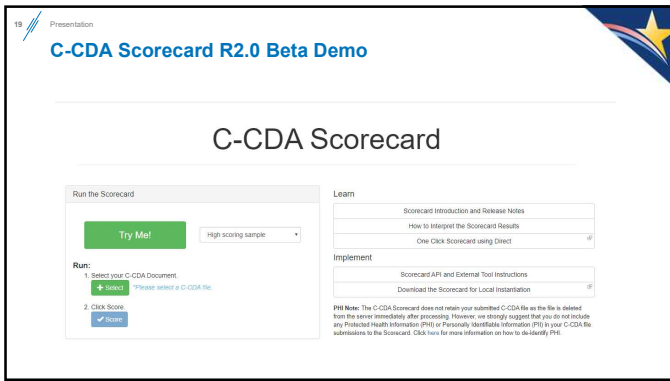 19
Presentation
C-CDA Scorecard R2.0 Beta Demo
C-CDA Scorecard
Run the Scorecard
Try Me!
High-scoring sample
Run:
1. Select your C-CDA Document.
+ Select
*Please select a C-CDA file.
2. Click Score.
✔ Score
Learn
Scorecard Introduction and Release Notes
How to Interpret the Scorecard Results
One Click Scorecard using Direct
Implement
Scorecard API and External Tool Instructions
Download the Scorecard for Local Instantiation
PHI Note: The C-CDA Scorecard does not retain your submitted C-CDA file as the file is deleted
from the server immediately after processing. However, we strongly suggest that you do not include
any Protected Health Information (PHI) or Personally Identifiable Information (PII) in your C-CDA file
submissions to the Scorecard. Click here for more information on how to de-identify PHI.